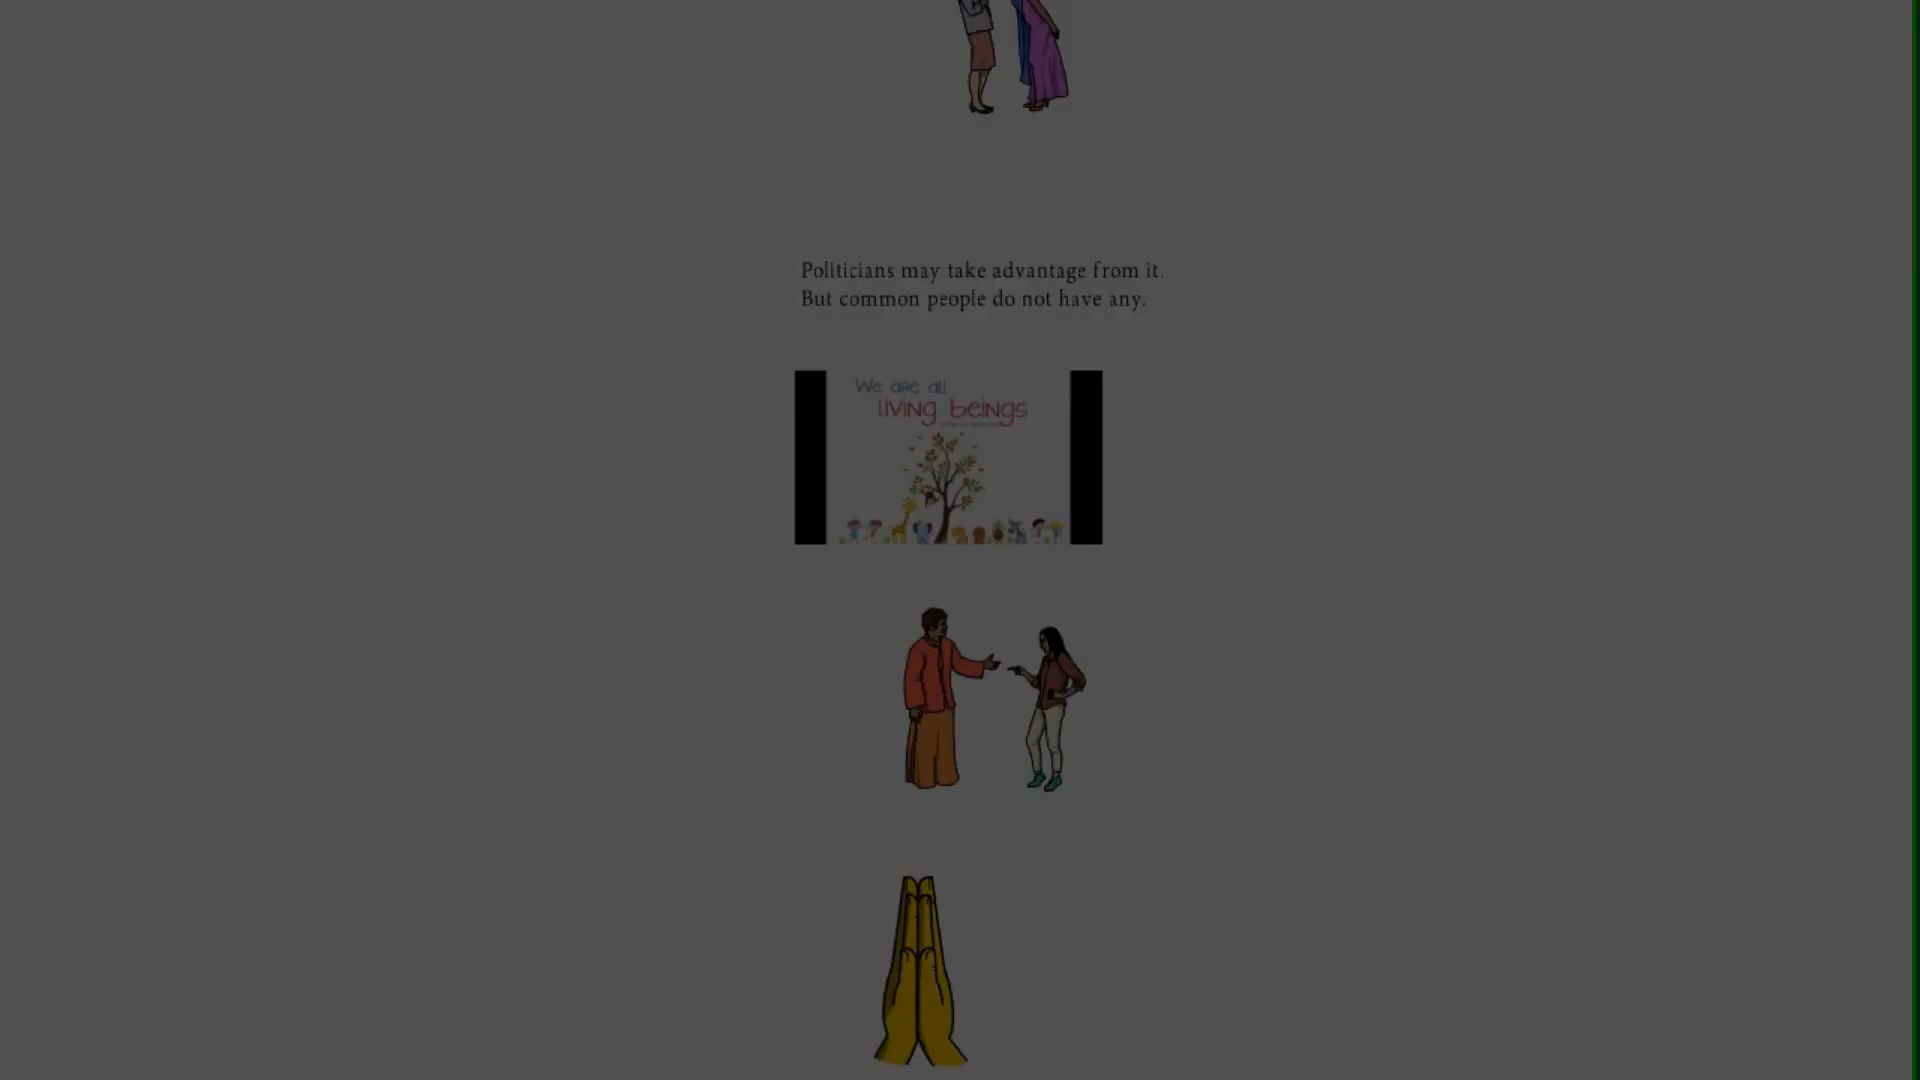 Politicians may take advantage from it.
But common people do not have any.
We are all
living beings